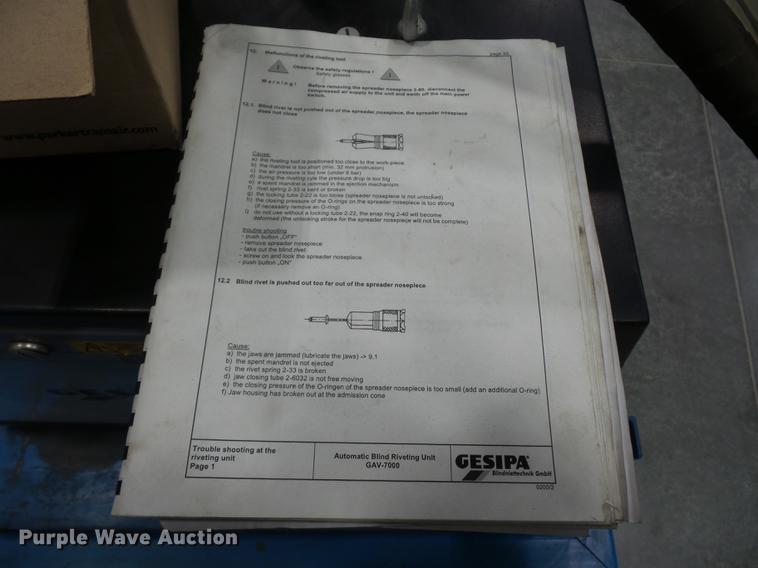 www.parkertransair.com
12. Malfunctions of the riveting tool
page 53
Observe the safety regulations !
Safety glasses
Warning!
Before removing the spreader nosepiece 2-60, disconnect the
compressed air supply to the unit and switch off the main power
switch.
12.1. Blind rivet is not pushed out of the spreader nosepiece, the spreader nosepiece
does not close
Cause:
a) the riveting tool is positioned too close to the work-piece
b) the mandrel is too short (min. 32 mm protrusion)
c) the air pressure is too low (under 6 bar)
d) during the riveting cyle the pressure drop is too big
e) a spent mandrel is jammed in the ejection mechanism
f) rivet spring 2-33 is bent or broken
g) the locking tube 2-22 is too loose (spreader nosepiece is not unlocked)
h) the closing pressure of the O-rings on the spreader nosepiece is too strong
(if necessary remove an O-ring)
i) do not use without a locking tube 2-22, the snap ring 2-40 will become
deformed (the unlocking stroke for the spreader nosepiece will not be complete)
trouble shooting
- push button „OFF"
- remove spreader nosepiece
- take out the blind rivet
- screw on and lock the spreader nosepiece
- push button „ON"
12.2 Blind rivet is pushed out too far out of the spreader nosepiece
Cause:
a) the jaws are jammed (lubricate the jaws) -> 9.1
b) the spent mandrel is not ejected
c) the rivet spring 2-33 is broken
d) jaw closing tube 2-6032 is not free moving
e) the closing pressure of the O-ringen of the spreader nosepiece is too small (add an additional O-ring)
f) Jaw housing has broken out at the admission cone
Trouble shooting at the
riveting unit
Page 1
Automatic Blind Riveting Unit
GAV-7000
GESIPA®
Blindniettechnik GmbH
0200/3
Purple Wave Auction